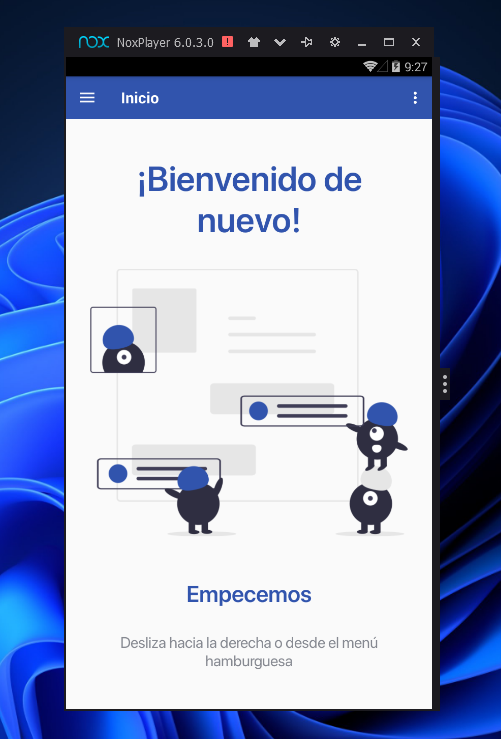 nox NoxPlayer 6.0.3.0
9:27
Inicio
¡Bienvenido de
nuevo!
Empecemos
Desliza hacia la derecha o desde el menú
hamburguesa